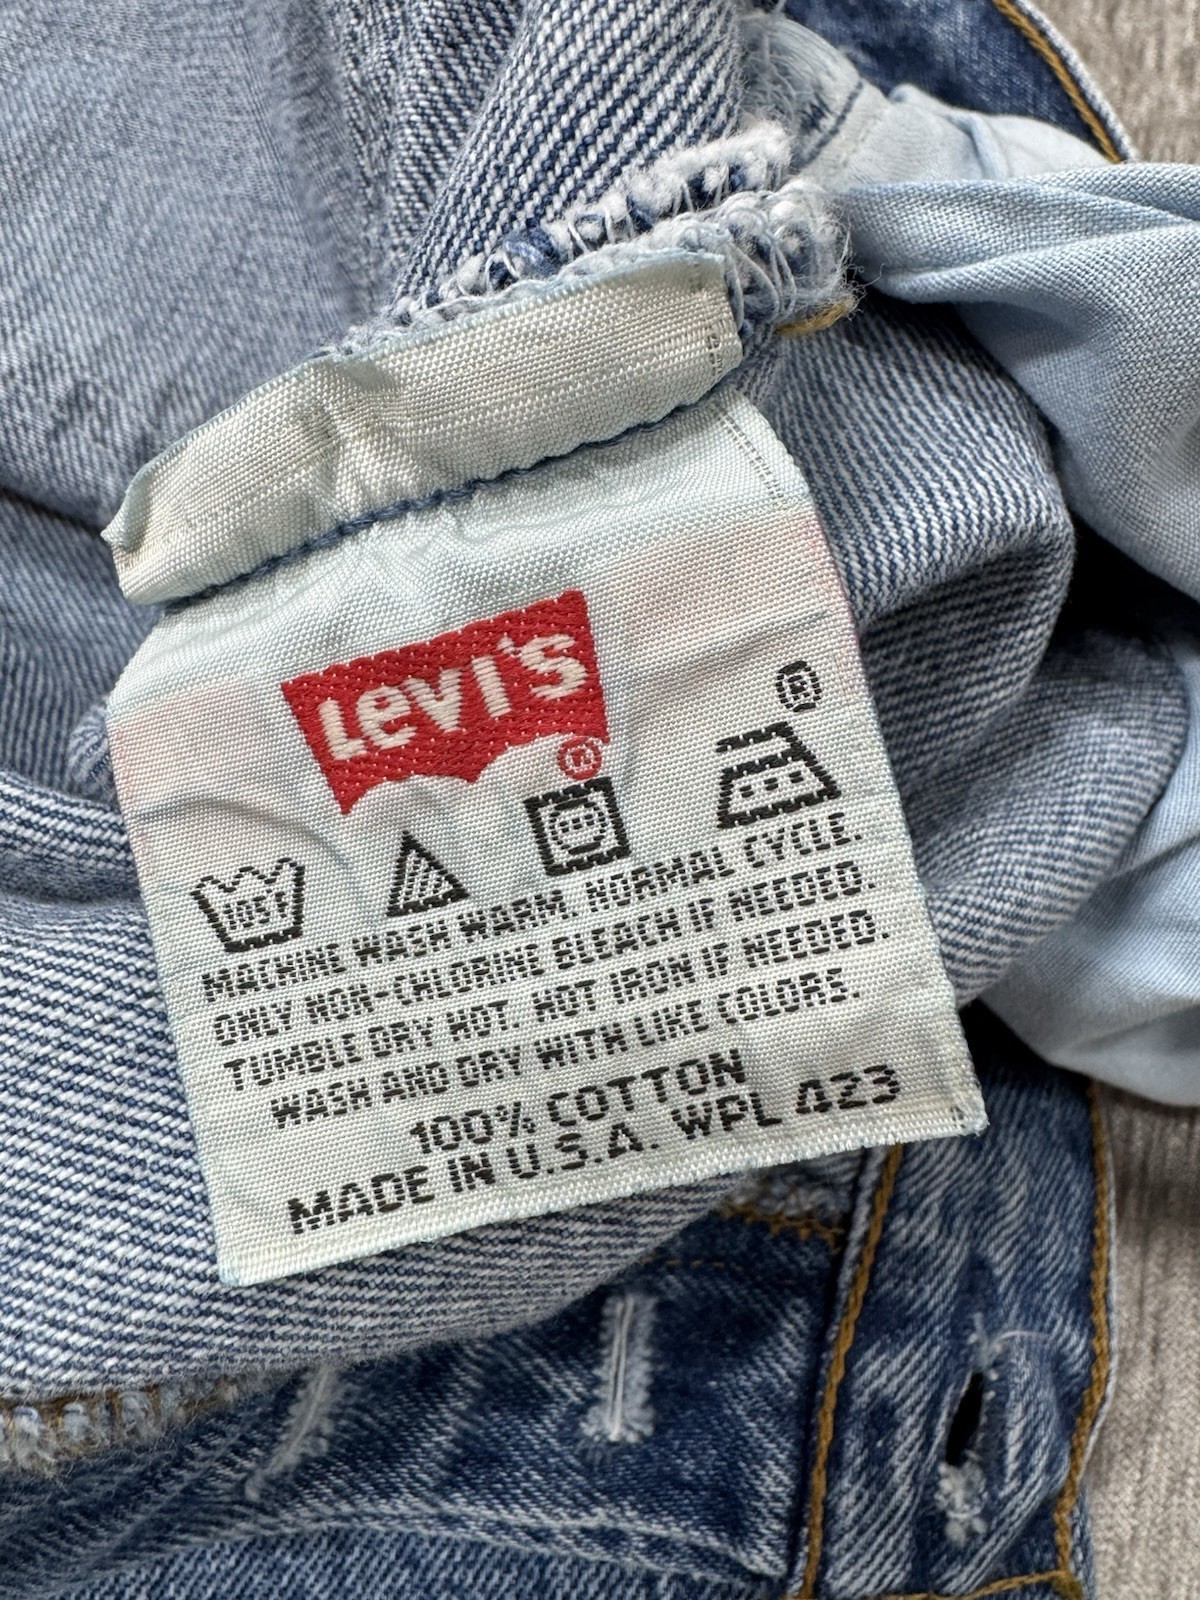 Levi's
®
®
105°
MACHINE WASH WARM. NORMAL CYCLE.
ONLY NON-CHLORINE BLEACH IF NEEDED.
TUMBLE DRY HOT. HOT IRON IF NEEDED.
WASH AND DRY WITH LIKE COLORS.
100% COTTON
MADE IN U.S.A. WPL 423